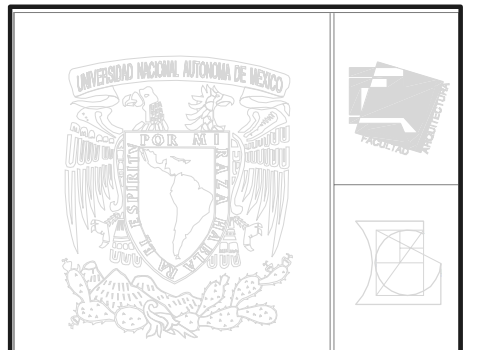 UNIVERSIDAD NACIONAL AUTONOMA DE MEXICO
POR MI RAZA HABLARA EL ESPIRITU
FACULTAD ARQUITECTURA